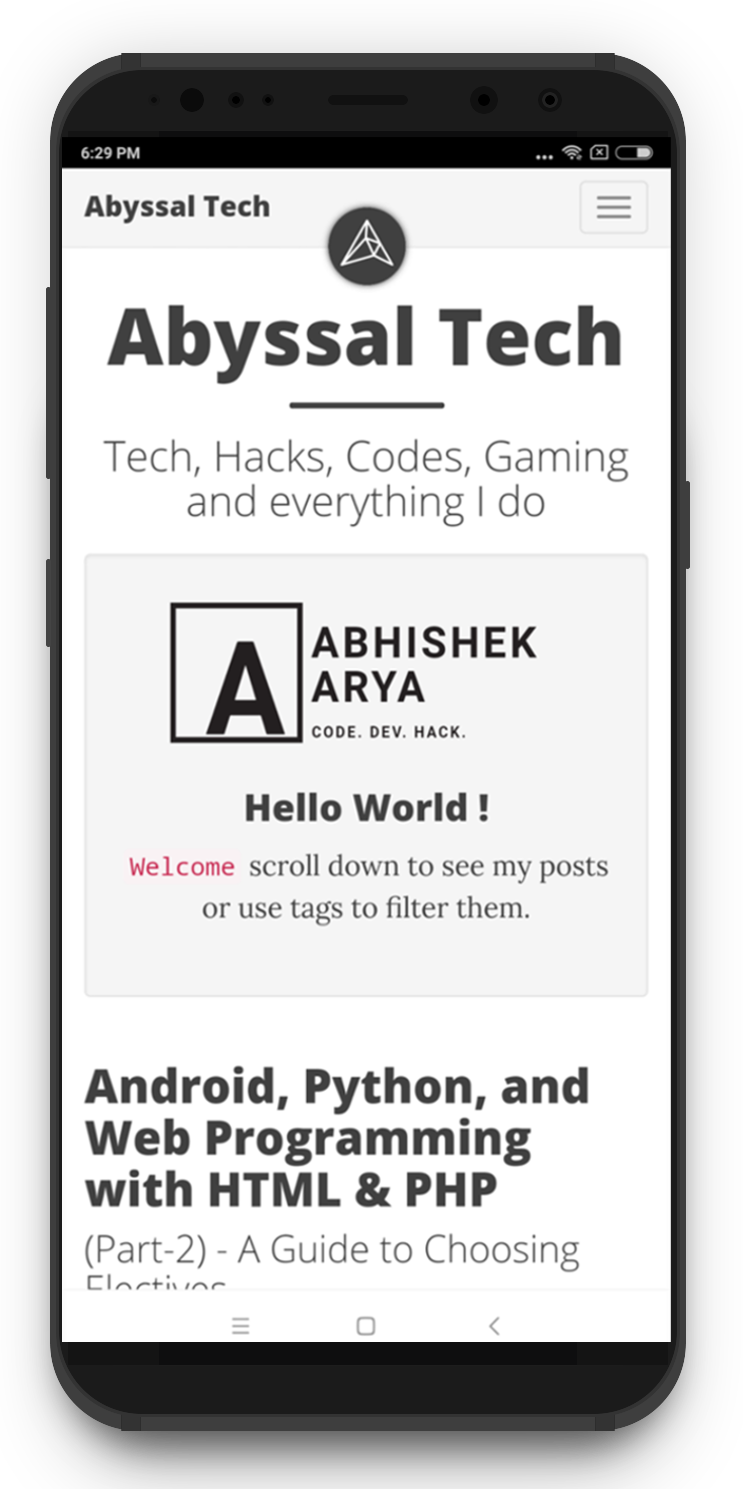 6:29 PM
Abyssal Tech
Abyssal Tech
Tech, Hacks, Codes, Gaming
and everything I do
A
ABHISHEK
ARYA
CODE. DEV. HACK.
Hello World !
Welcome scroll down to see my posts
or use tags to filter them.
Android, Python, and
Web Programming
with HTML & PHP
(Part-2) - A Guide to Choosing
Electives